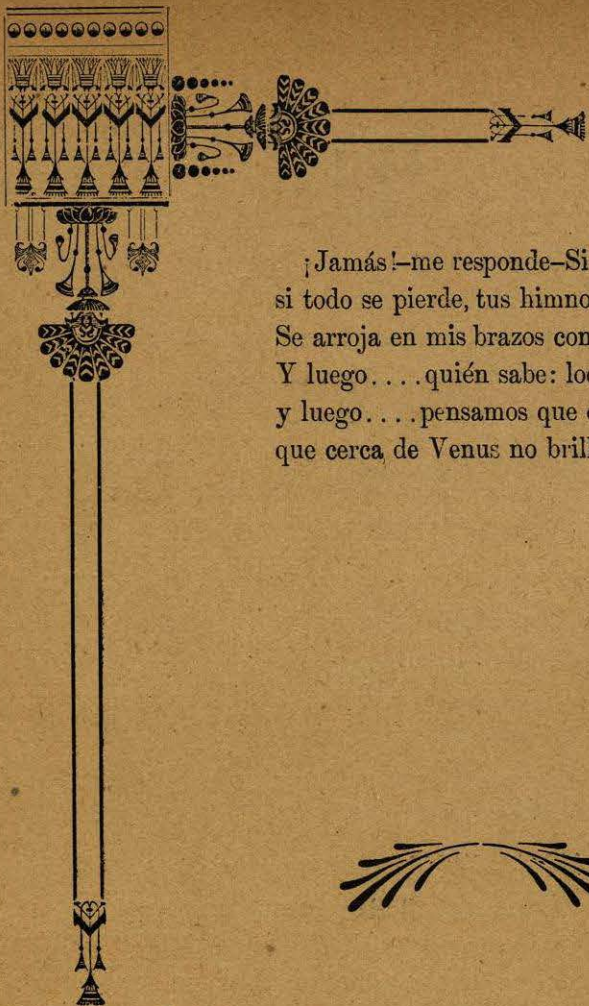 ¡Jamás!–me responde–Si
si todo se pierde, tus himno
Se arroja en mis brazos con
Y luego....quién sabe: lo
y luego....pensamos que
que cerca de Venus no brill